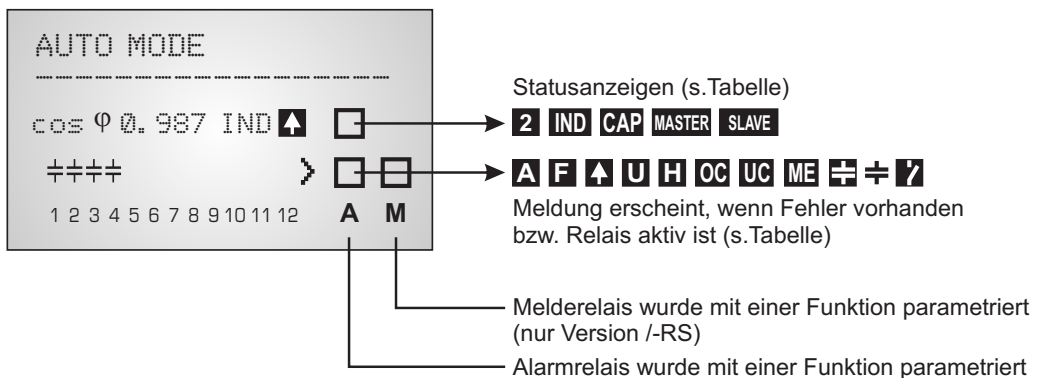 AUTO MODE
cos φ 0.987 IND
1 2 3 4 5 6 7 8 9 10 11 12 A M
Statusanzeigen (s.Tabelle)
2 IND CAP MASTER SLAVE
A F U H OC UC ME
Meldung erscheint, wenn Fehler vorhanden
bzw. Relais aktiv ist (s.Tabelle)
Melderelais wurde mit einer Funktion parametriert
(nur Version /-RS)
Alarmrelais wurde mit einer Funktion parametriert